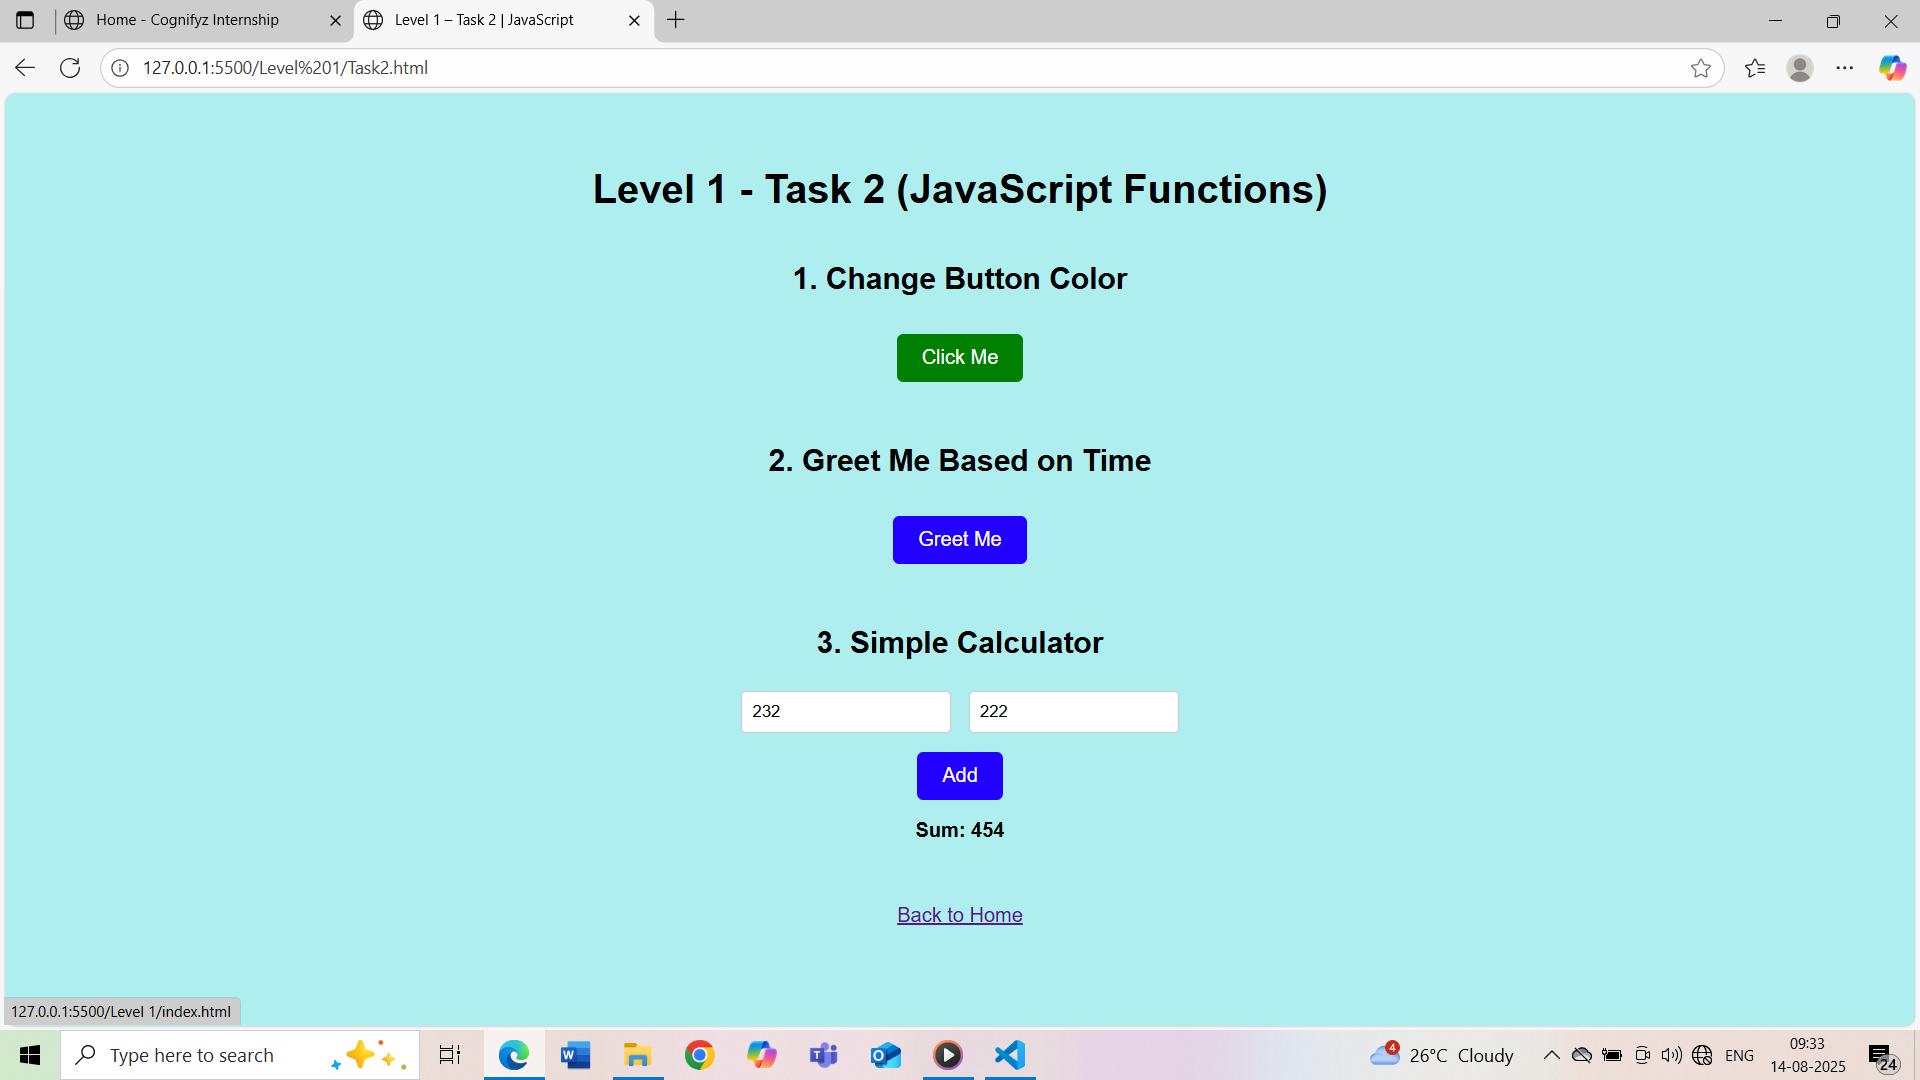 Home - Cognifyz Internship
Level 1 – Task 2 | JavaScript
127.0.0.1:5500/Level%201/Task2.html
Level 1 - Task 2 (JavaScript Functions)
1. Change Button Color
Click Me
2. Greet Me Based on Time
Greet Me
3. Simple Calculator
232 222
Add
Sum: 454
Back to Home
127.0.0.1:5500/Level 1/index.html
Type here to search
4
26°C Cloudy
ENG
09:33
14-08-2025
24